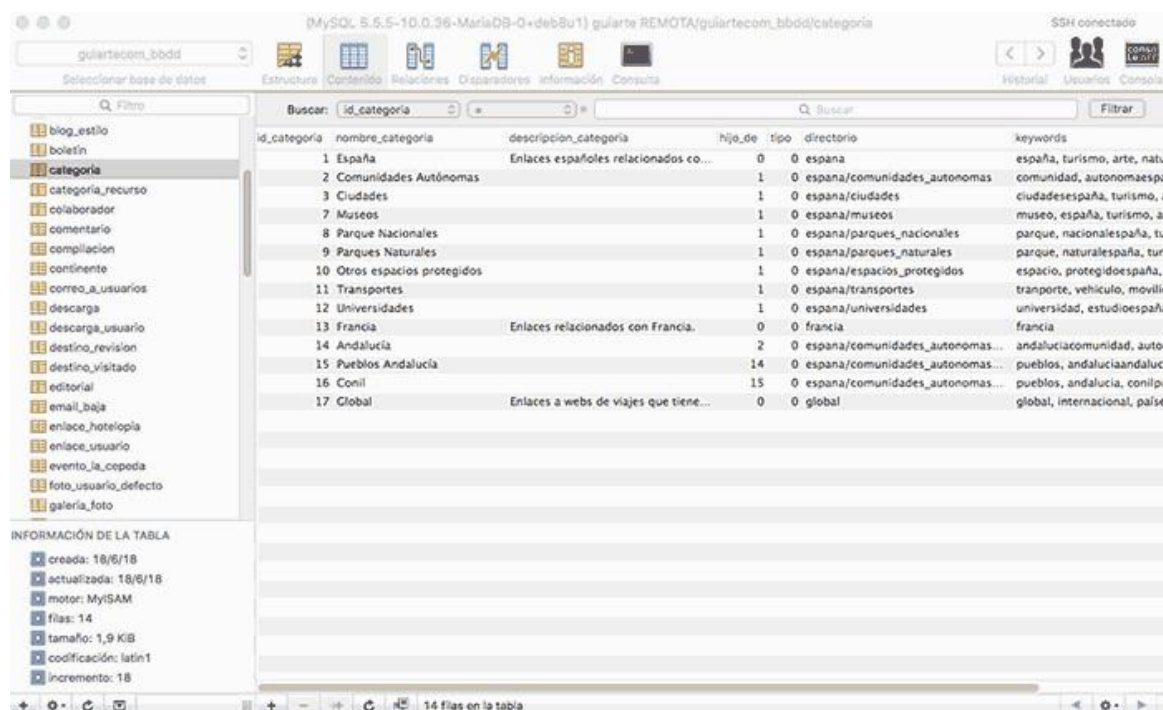 (MySQL 5.5.5-10.0.36-MariaDB-0+deb8u1) guiarte REMOTA/guiartecom_bbdd/categoria
SSH conectado
guiartecom_bbdd
Seleccionar base de datos
Estructura Contenido Relaciones Disparadores Información Consulta
Historial Usuarios Consola
Filtro
Buscar: id_categoria = Buscar Filtrar
blog_estilo
boletin
categoria
categoria_recurso
colaborador
comentario
compilacion
continente
correo_a_usuarios
descarga
descarga_usuario
destino_revision
destino_visitado
editorial
email_baja
enlace_hotelopia
enlace_usuario
evento_la_cepeda
foto_usuario_defecto
galeria_foto
id_categoria nombre_categoria descripcion_categoria hijo_de tipo directorio keywords
1 España Enlaces españoles relacionados co... 0 0 espana españa, turismo, arte, natu
2 Comunidades Autónomas 1 0 espana/comunidades_autonomas comunidad, autonomaespa
3 Ciudades 1 0 espana/ciudades ciudadesespaña, turismo,
7 Museos 1 0 espana/museos museo, españa, turismo, a
8 Parque Nacionales 1 0 espana/parques_nacionales parque, nacionalespaña, tu
9 Parques Naturales 1 0 espana/parques_naturales parque, naturalespaña, tur
10 Otros espacios protegidos 1 0 espana/espacios_protegidos espacio, protegidoespaña,
11 Transportes 1 0 espana/transportes tranporte, vehiculo, movili
12 Universidades 1 0 espana/universidades universidad, estudioespañ
13 Francia Enlaces relacionados con Francia. 0 0 francia francia
14 Andalucía 2 0 espana/comunidades_autonomas... andaluciacomunidad, auto
15 Pueblos Andalucía 14 0 espana/comunidades_autonomas... pueblos, andaluciaandaluc
16 Conil 15 0 espana/comunidades_autonomas... pueblos, andalucia, conilp
17 Global Enlaces a webs de viajes que tiene... 0 0 global global, internacional, paíse
INFORMACIÓN DE LA TABLA
creada: 18/6/18
actualizada: 18/6/18
motor: MyISAM
filas: 14
tamaño: 1,9 KiB
codificación: latin1
incremento: 18
14 filas en la tabla